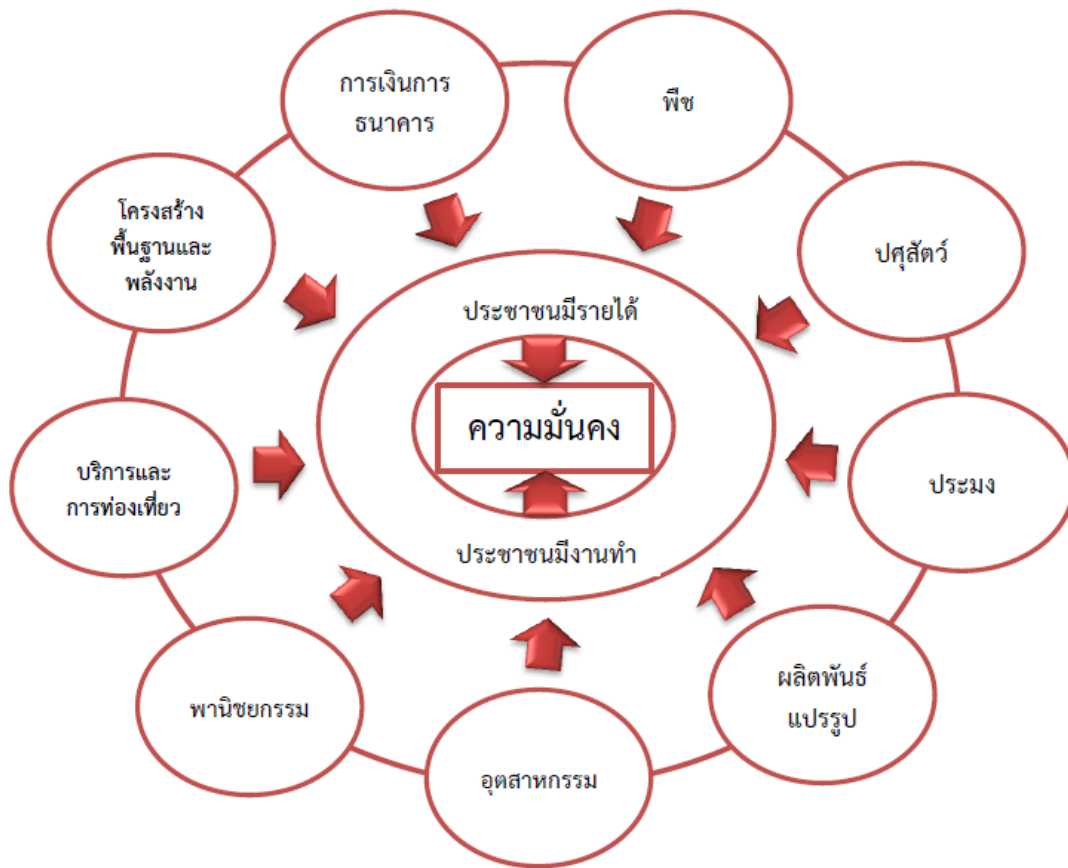 การเงินการ
ธนาคาร
พืช
โครงสร้าง
พื้นฐานและ
พลังงาน
ปศุสัตว์
ประชาชนมีรายได้
ความมั่นคง
บริการและ
การท่องเที่ยว
ประมง
ประชาชนมีงานทำ
ผลิตพันธ์
แปรรูป
พานิชยกรรม
อุตสาหกรรม